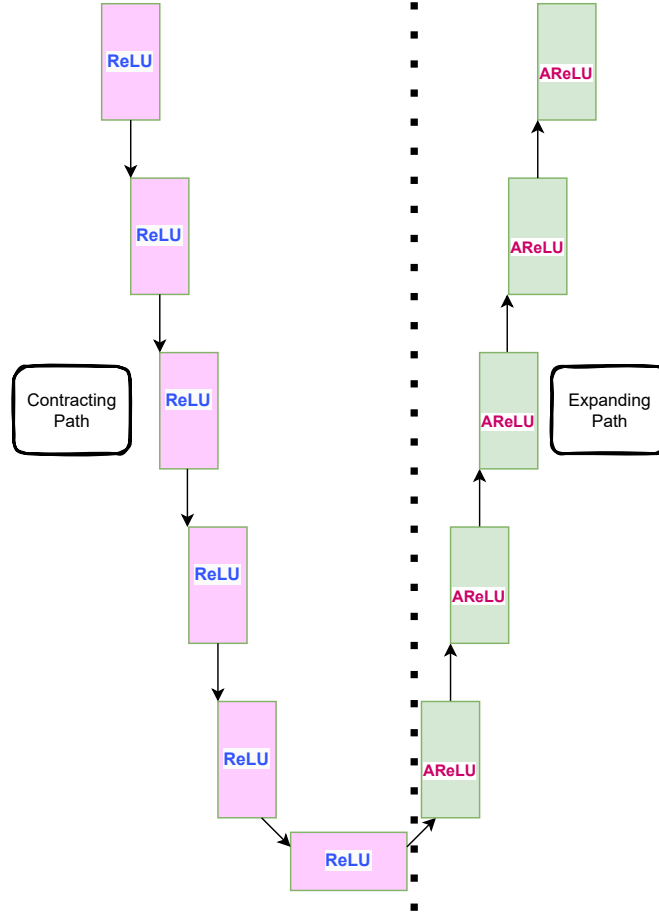 ReLU
AReLU
ReLU
AReLU
Contracting
Path
ReLU
AReLU
Expanding
Path
ReLU
AReLU
ReLU
AReLU
ReLU